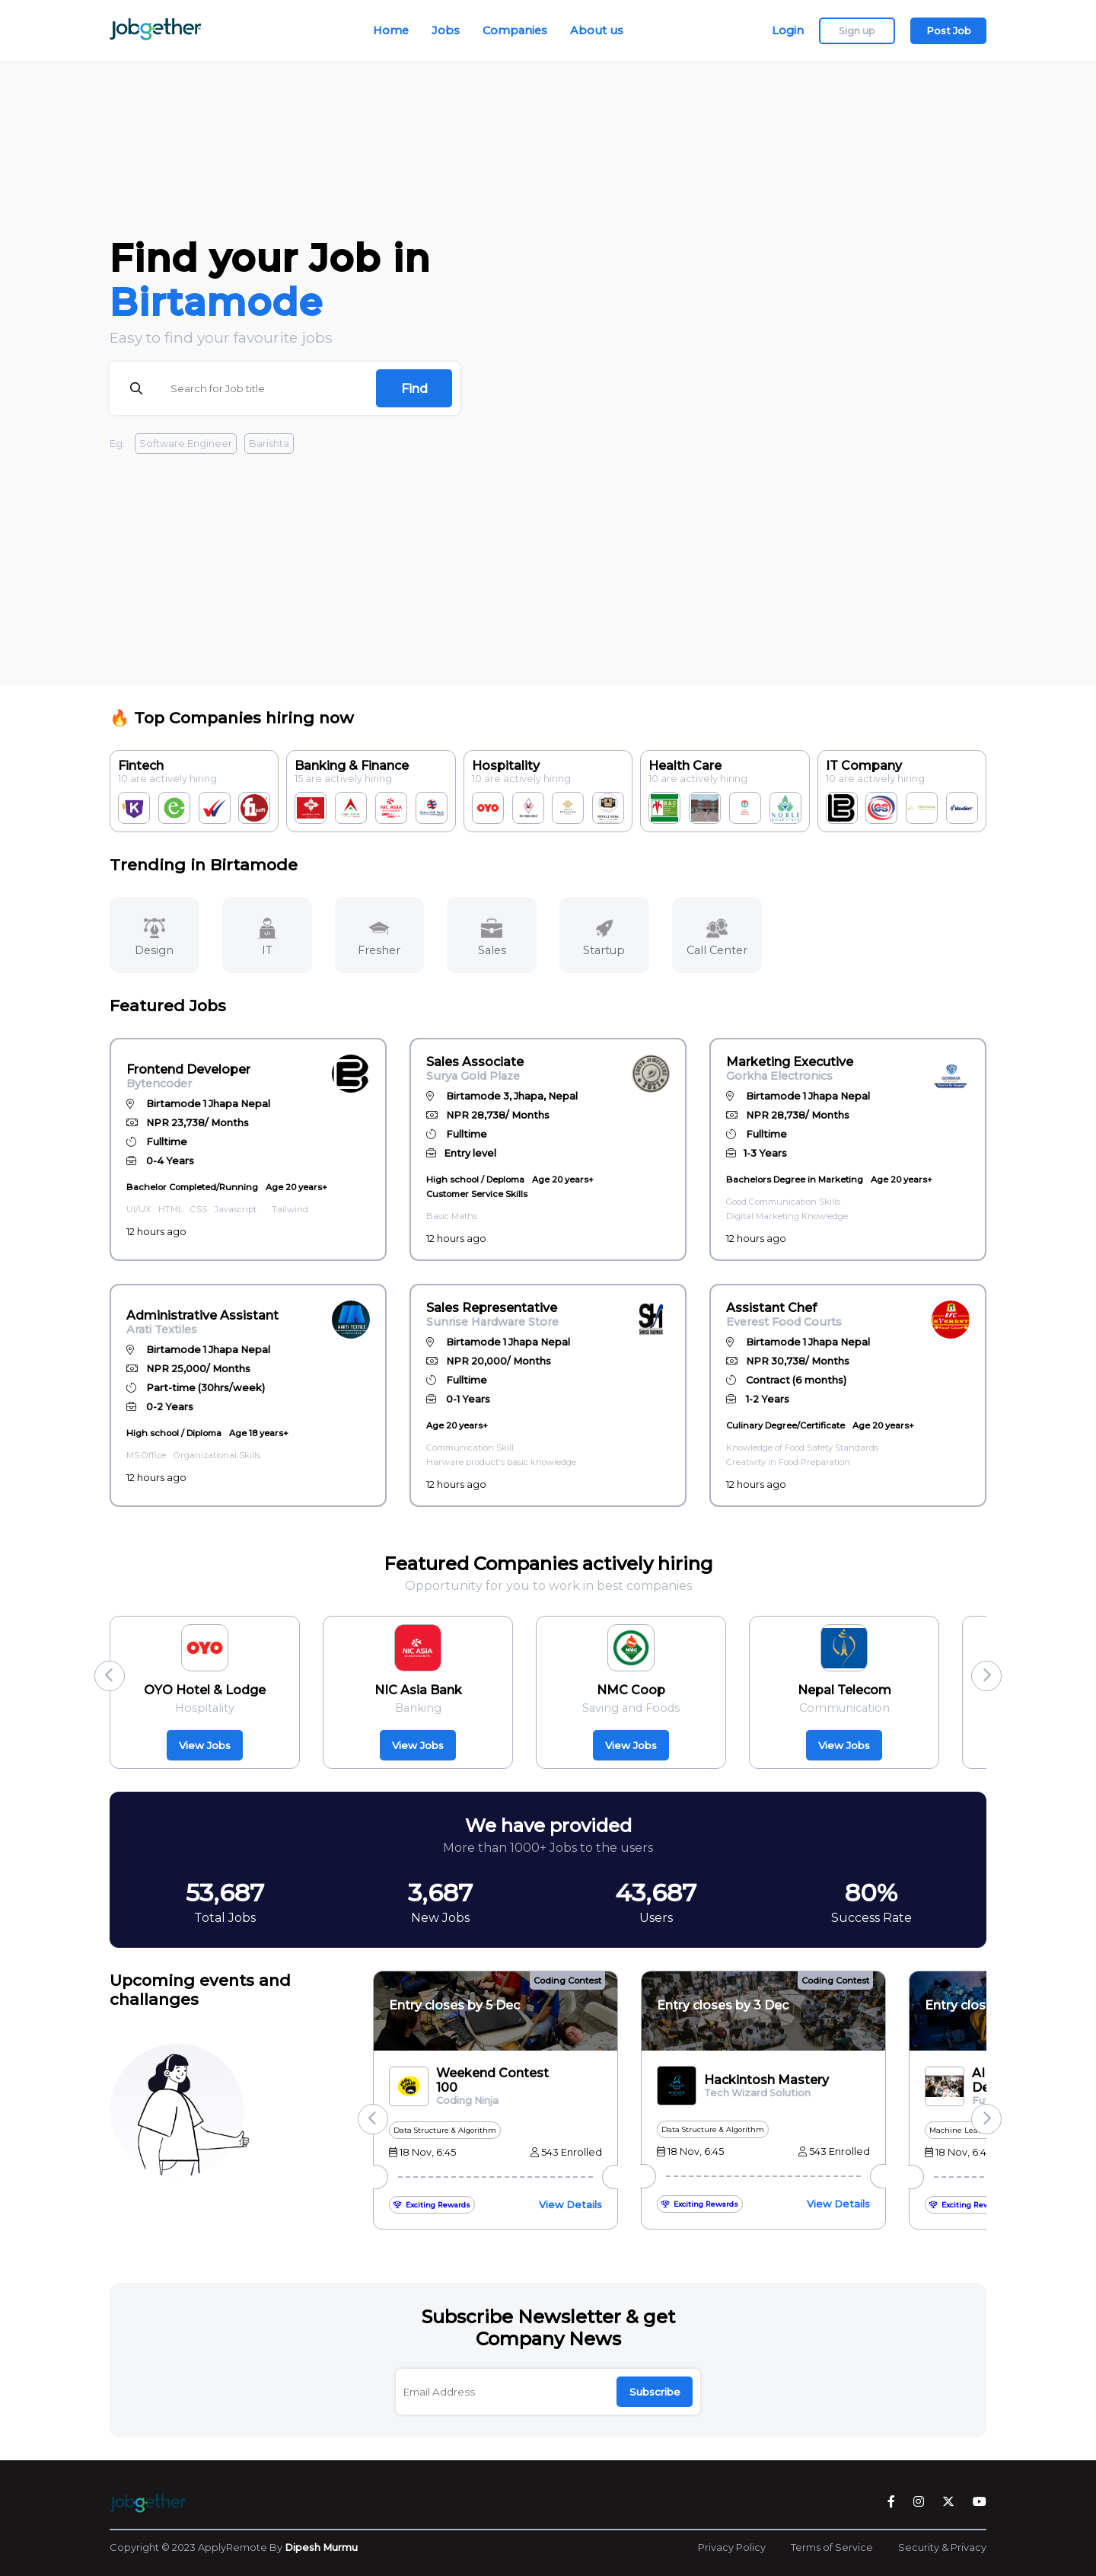 jobgether
Home Jobs Companies About us
Login Sign up Post Job
Find your Job in
Birtamode
Easy to find your favourite jobs
Search for Job title Find
Eg. Software Engineer Barishta
🔥 Top Companies hiring now
Fintech
10 are actively hiring
Banking & Finance
15 are actively hiring
Hospitality
10 are actively hiring
Health Care
10 are actively hiring
IT Company
10 are actively hiring
Trending in Birtamode
Design IT Fresher Sales Startup Call Center
Featured Jobs
Frontend Developer
Bytencoder
Birtamode 1 Jhapa Nepal
NPR 23,738/ Months
Fulltime
0-4 Years
Bachelor Completed/Running Age 20 years+
UI/UX HTML CSS Javascript Tailwind
12 hours ago
Sales Associate
Surya Gold Plaze
Birtamode 3, Jhapa, Nepal
NPR 28,738/ Months
Fulltime
Entry level
High school / Deploma Age 20 years+
Customer Service Skills
Basic Maths
12 hours ago
Marketing Executive
Gorkha Electronics
Birtamode 1 Jhapa Nepal
NPR 28,738/ Months
Fulltime
1-3 Years
Bachelors Degree in Marketing Age 20 years+
Good Communication Skills
Digital Marketing Knowledge
12 hours ago
Administrative Assistant
Arati Textiles
Birtamode 1 Jhapa Nepal
NPR 25,000/ Months
Part-time (30hrs/week)
0-2 Years
High school / Diploma Age 18 years+
MS Office Organizational Skills
12 hours ago
Sales Representative
Sunrise Hardware Store
Birtamode 1 Jhapa Nepal
NPR 20,000/ Months
Fulltime
0-1 Years
Age 20 years+
Communication Skill
Harware product's basic knowledge
12 hours ago
Assistant Chef
Everest Food Courts
Birtamode 1 Jhapa Nepal
NPR 30,738/ Months
Contract (6 months)
1-2 Years
Culinary Degree/Certificate Age 20 years+
Knowledge of Food Safety Standards
Creativity in Food Preparation
12 hours ago
Featured Companies actively hiring
Opportunity for you to work in best companies
OYO
OYO Hotel & Lodge
Hospitality
View Jobs
NIC ASIA
NIC Asia Bank
Banking
View Jobs
NMC
NMC Coop
Saving and Foods
View Jobs
Nepal Telecom
Communication
View Jobs
We have provided
More than 1000+ Jobs to the users
53,687 3,687 43,687 80%
Total Jobs New Jobs Users Success Rate
Upcoming events and
challanges
Coding Contest
Entry closes by 5 Dec
Weekend Contest
100
Coding Ninja
Data Structure & Algorithm
18 Nov, 6:45 543 Enrolled
Exciting Rewards View Details
Coding Contest
Entry closes by 3 Dec
Hackintosh Mastery
Tech Wizard Solution
Data Structure & Algorithm
18 Nov, 6:45 543 Enrolled
Exciting Rewards View Details
Entry clos
AI
De
Fu
Machine Lea
18 Nov, 6:4
Exciting Rew
Subscribe Newsletter & get
Company News
Email Address Subscribe
jobgether
Copyright © 2023 ApplyRemote By Dipesh Murmu
Privacy Policy Terms of Service Security & Privacy